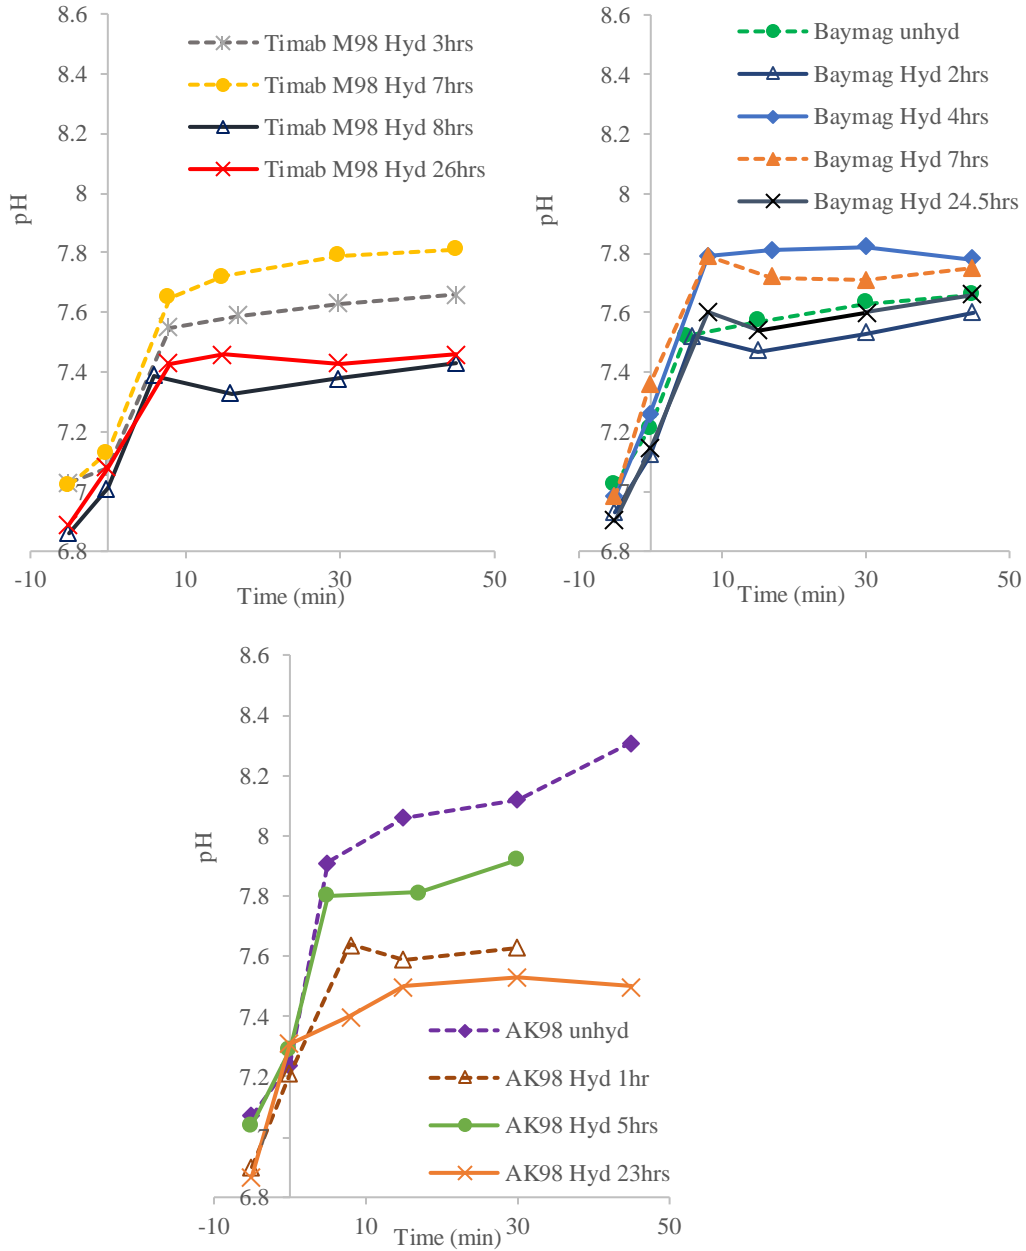 8.6
8.4
8.2
8
7.8
7.6
7.4
7.2
7
6.8
pH
-10
10
30
50
Time (min)
Timab M98 Hyd 3hrs
Timab M98 Hyd 7hrs
Timab M98 Hyd 8hrs
Timab M98 Hyd 26hrs
8.6
8.4
8.2
8
7.8
7.6
7.4
7.2
7
6.8
pH
-10
10
30
50
Time (min)
Baymag unhyd
Baymag Hyd 2hrs
Baymag Hyd 4hrs
Baymag Hyd 7hrs
Baymag Hyd 24.5hrs
8.6
8.4
8.2
8
7.8
7.6
7.4
7.2
7
6.8
pH
-10
10
30
50
Time (min)
AK98 unhyd
AK98 Hyd 1hr
AK98 Hyd 5hrs
AK98 Hyd 23hrs